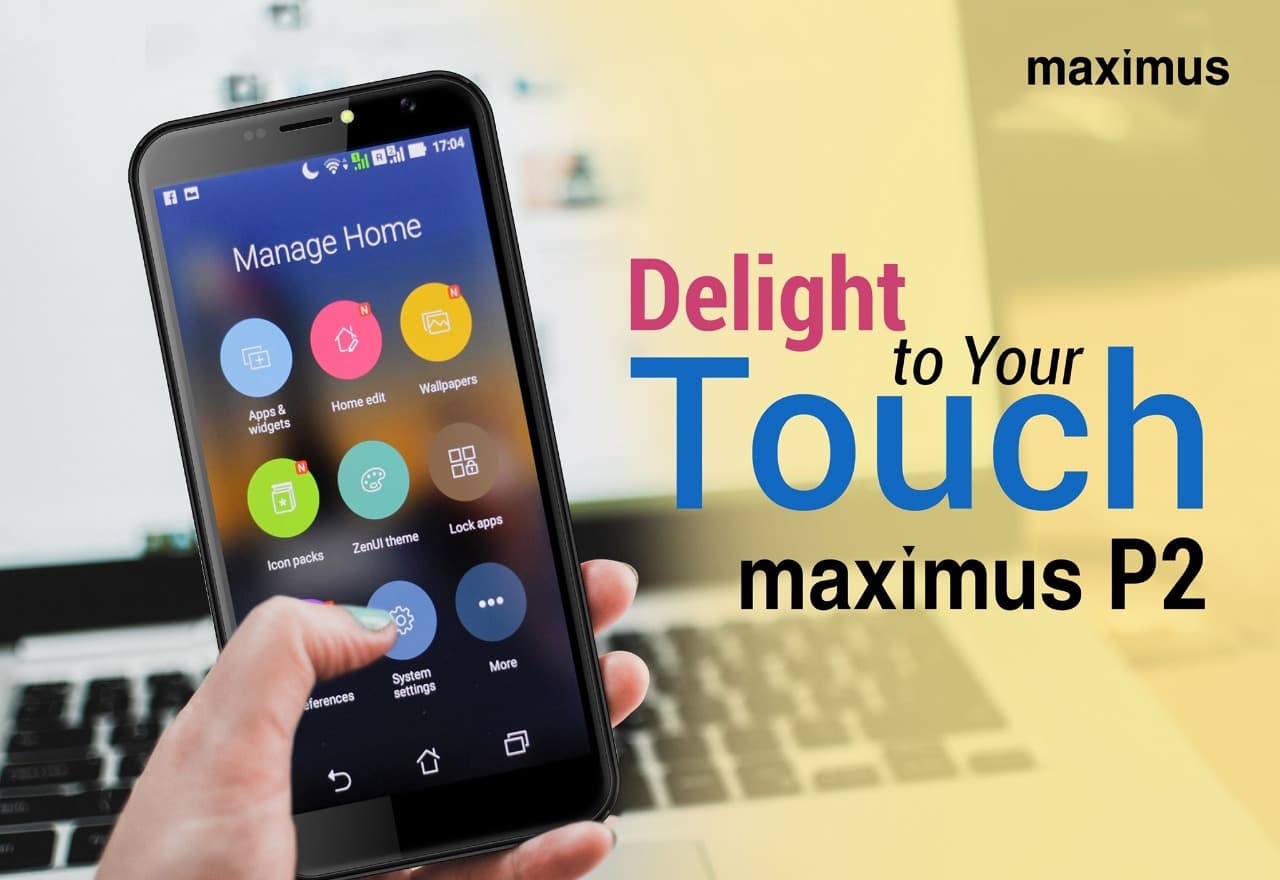 maximus
17:04
Manage Home
N
N
Apps &
widgets
Home edit
Wallpapers
N
Icon packs
ZenUI theme
Lock apps
System
settings
More
Delight
to Your
Touch
maximus P2